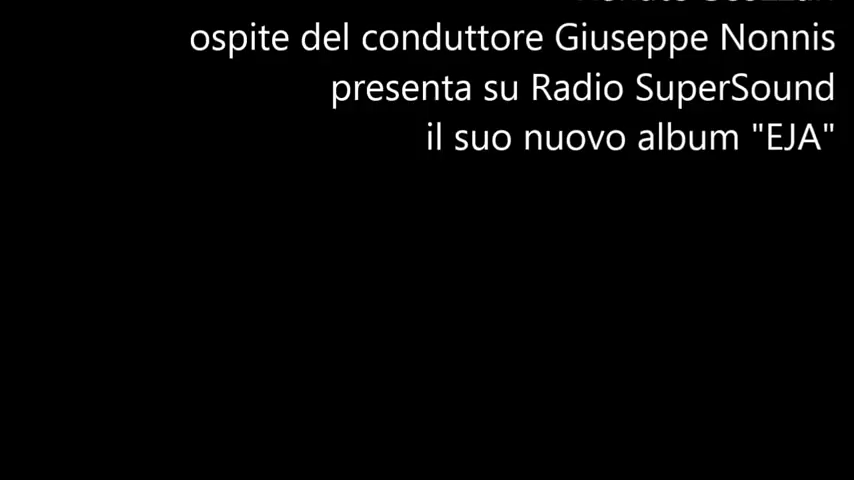 ospite del conduttore Giuseppe Nonnis
presenta su Radio SuperSound
il suo nuovo album "EJA"